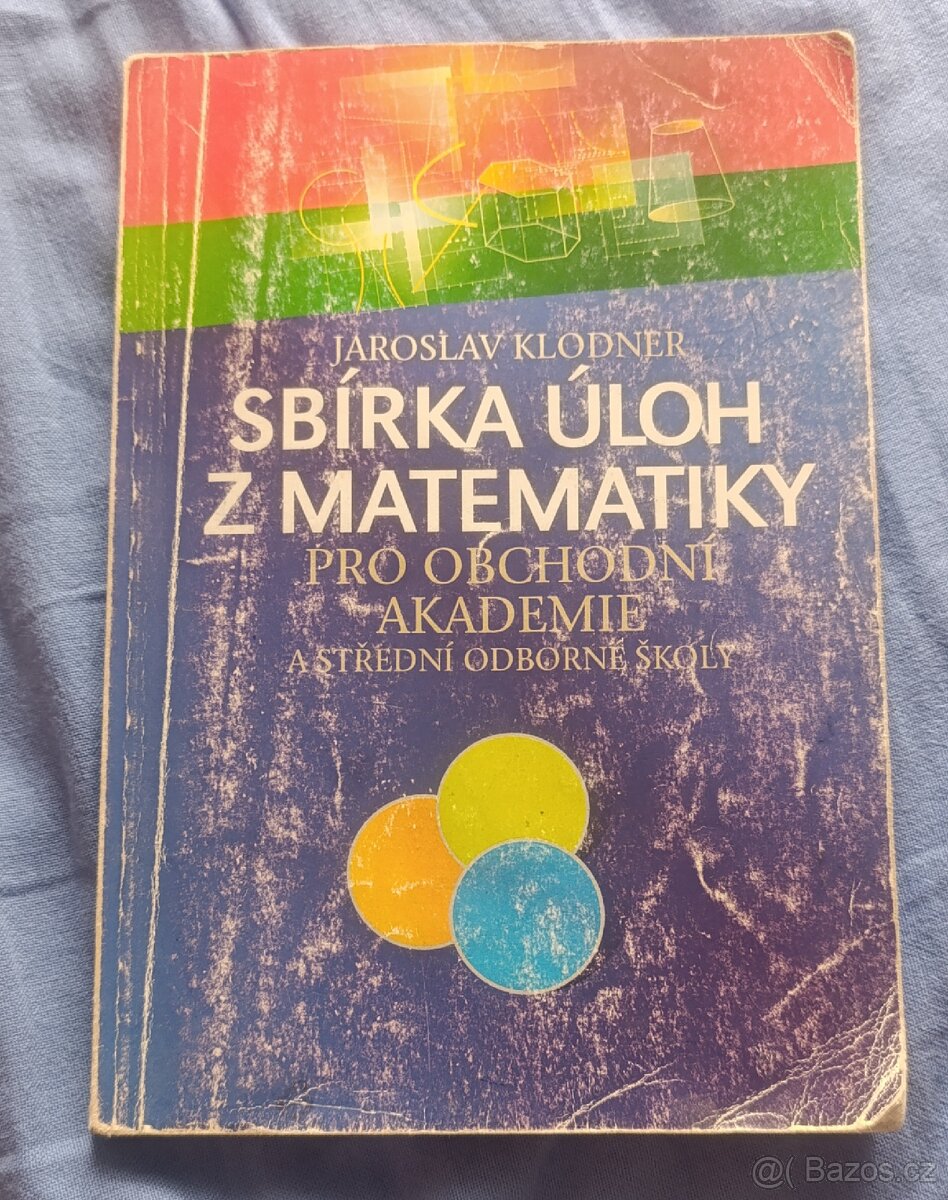 JAROSLAV KLODNER
SBÍRKA ÚLOH
Z MATEMATIKY
PRO OBCHODNÍ
AKADEMIE
A STŘEDNÍ ODBORNÉ ŠKOLY
@( Bazos.cz